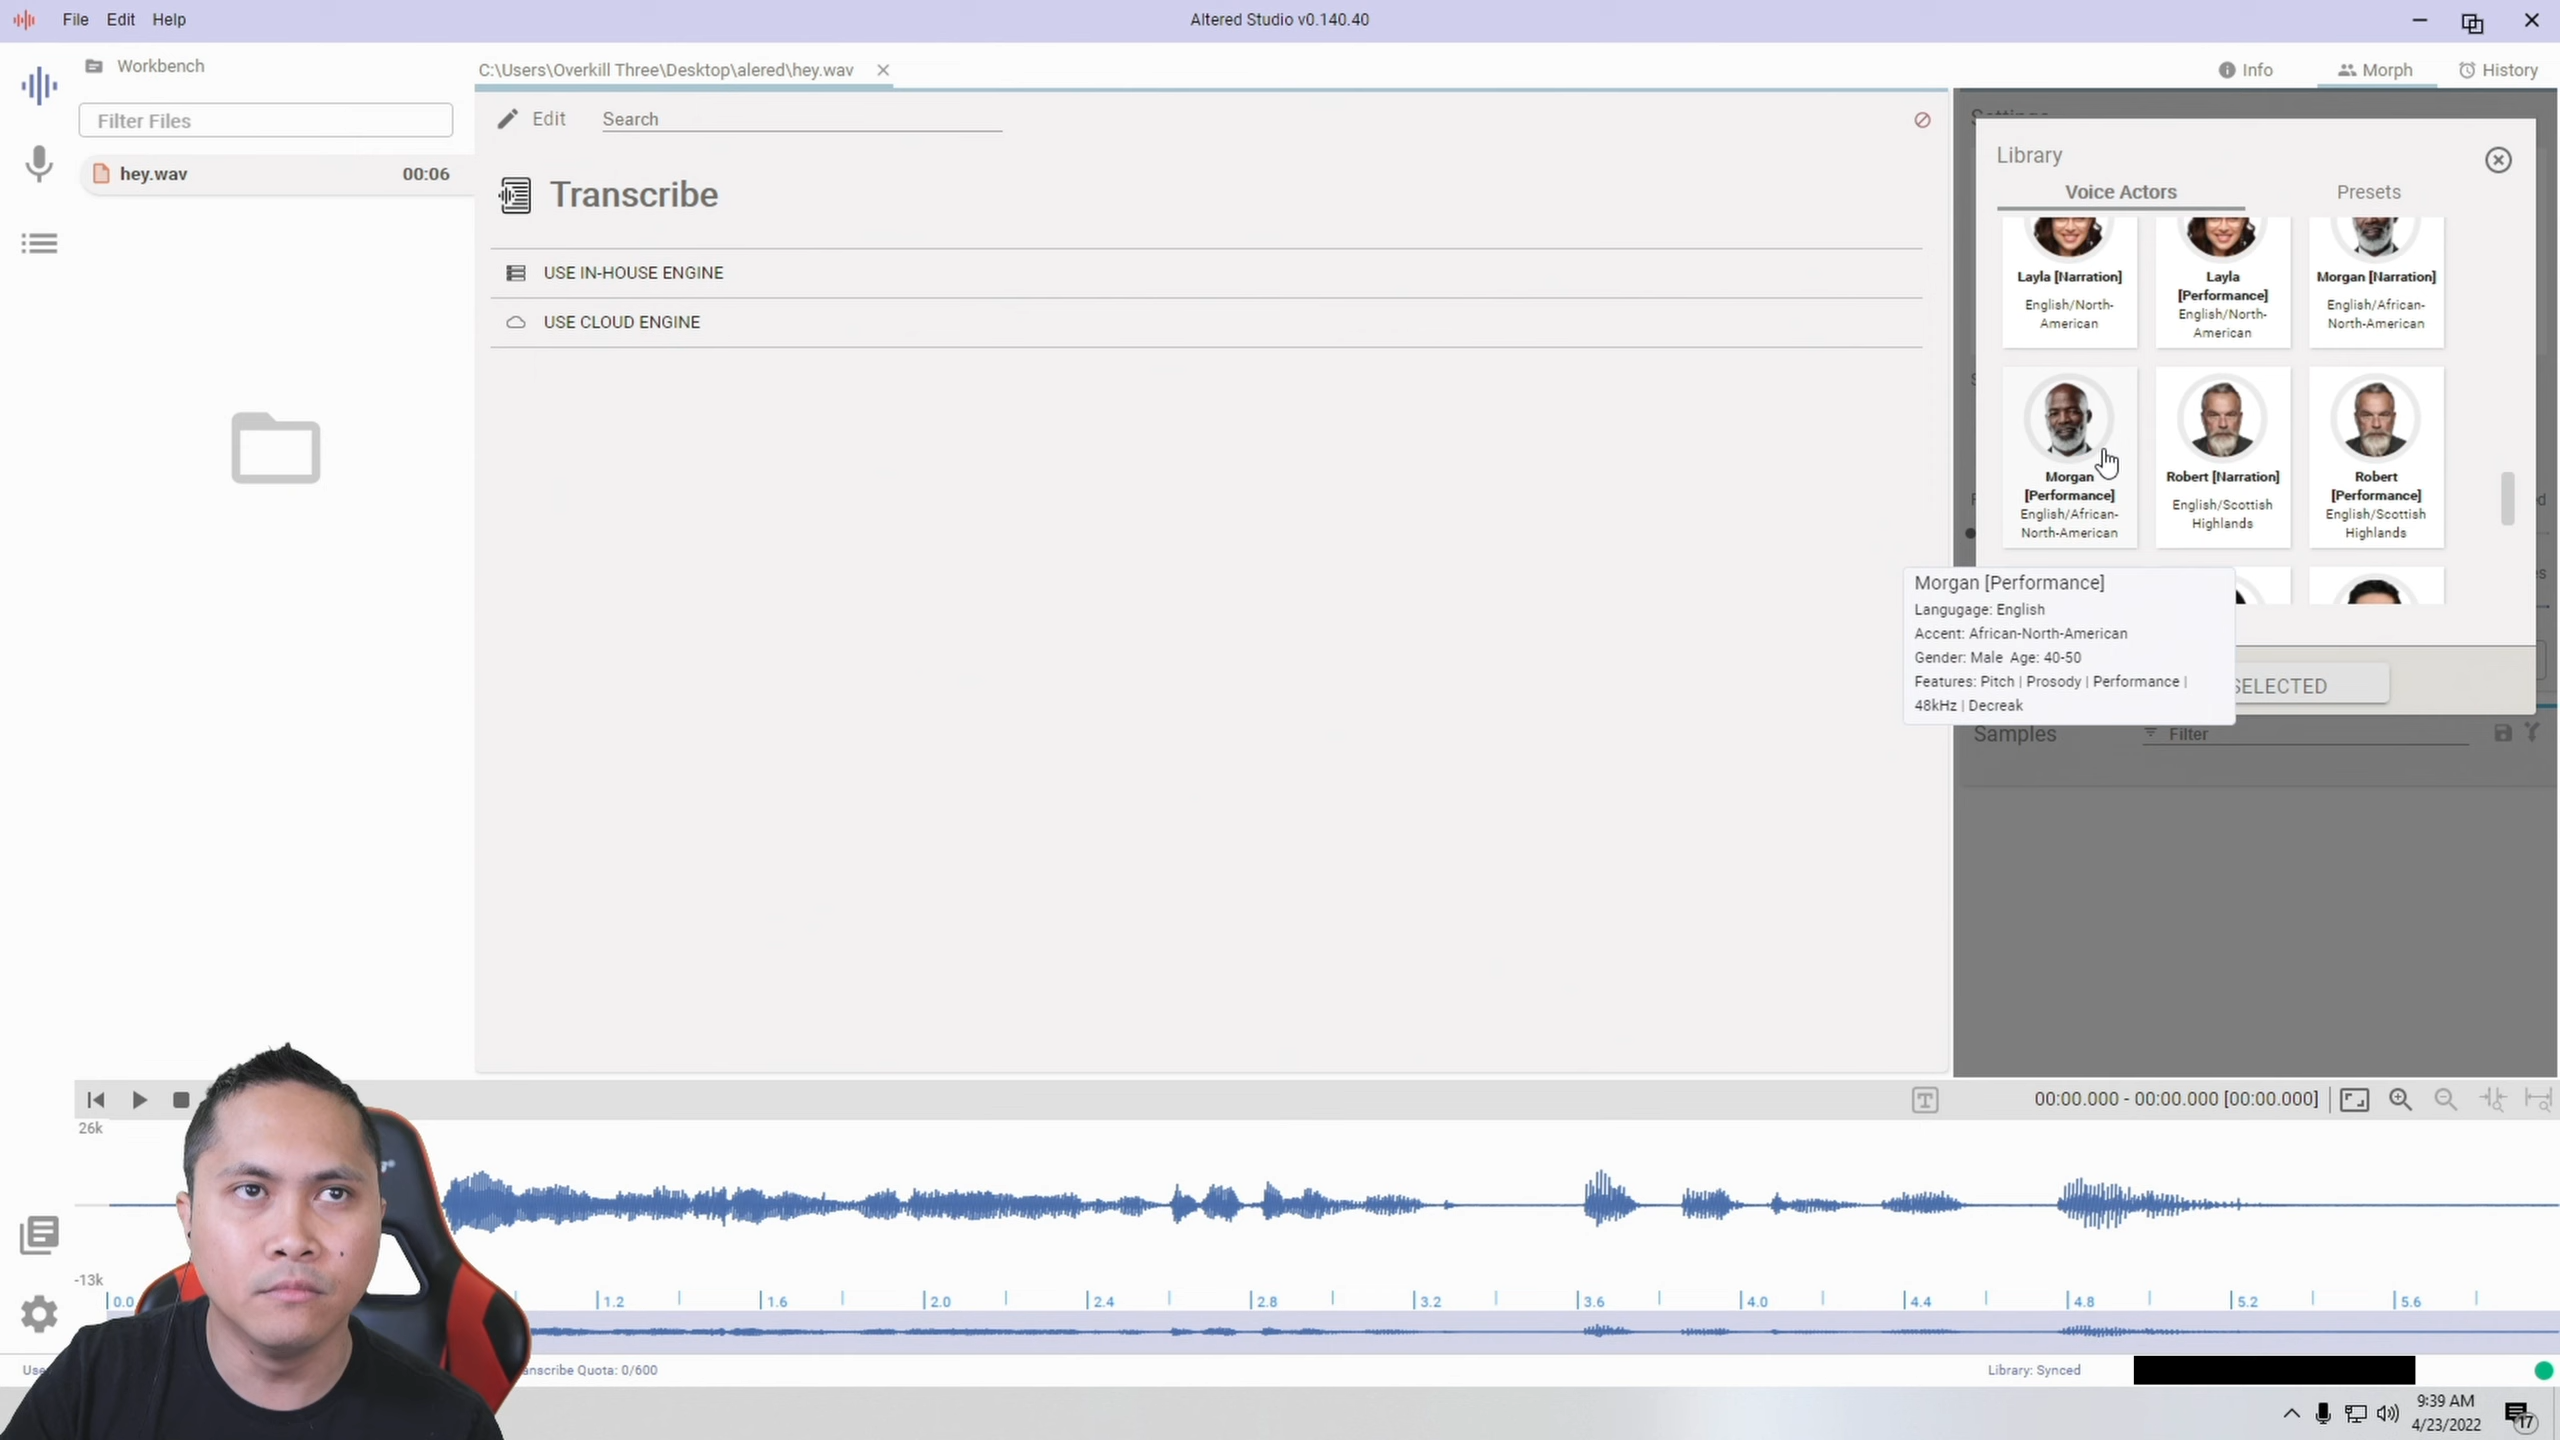 File Edit Help
Altered Studio v0.140.40
Workbench
C:\Users\Overkill Three\Desktop\alered\hey.wav
Info
Morph
History
Filter Files
Edit
Search
hey.wav 00:06
Transcribe
USE IN-HOUSE ENGINE
USE CLOUD ENGINE
Library
Voice Actors
Presets
Layla [Narration]
English/North-
American
Layla
[Performance]
English/North-
American
Morgan [Narration]
English/African-
North-American
Morgan
[Performance]
English/African-
North-American
Robert [Narration]
English/Scottish
Highlands
Robert
[Performance]
English/Scottish
Highlands
Morgan [Performance]
Langugage: English
Accent: African-North-American
Gender: Male Age: 40-50
Features: Pitch | Prosody | Performance |
48kHz | Decreak
SELECTED
Samples
Filter
00:00.000 - 00:00.000 [00:00.000]
26k
-13k
0.0 1.2 1.6 2.0 2.4 2.8 3.2 3.6 4.0 4.4 4.8 5.2 5.6
Quota: 0/600
Library: Synced
9:39 AM
4/23/2022
17